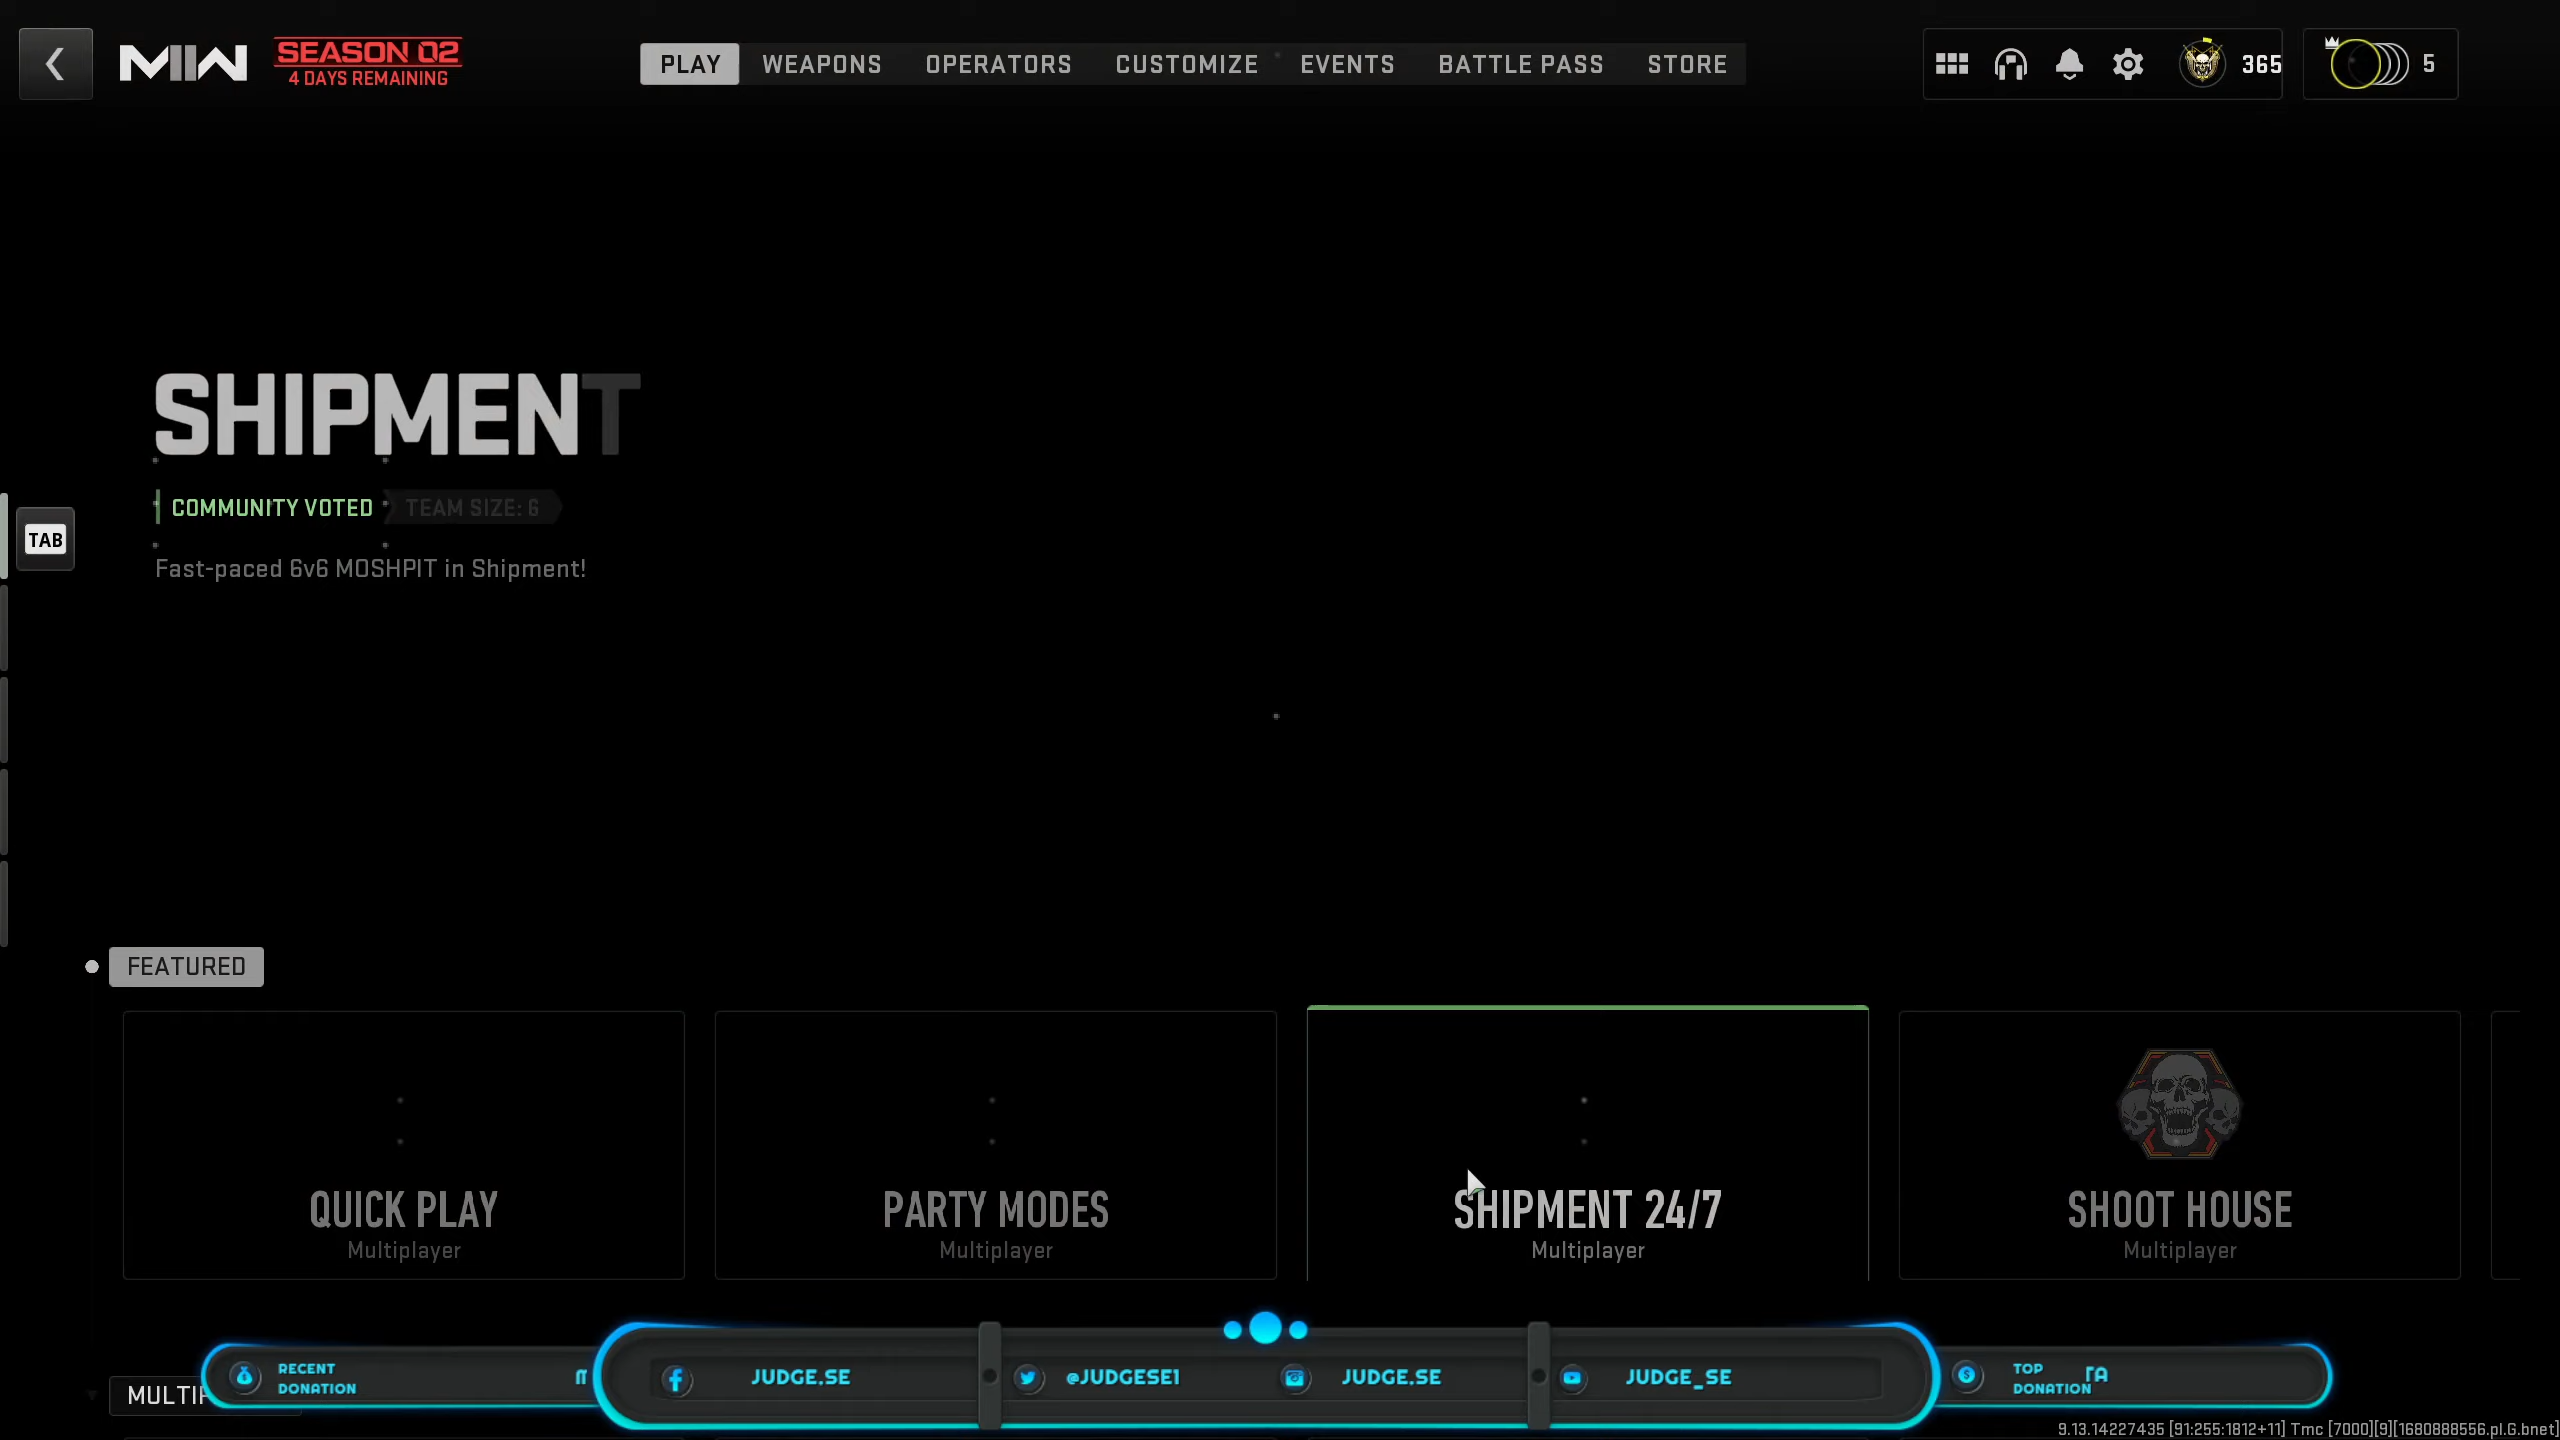 MIIW
SEASON 02
4 DAYS REMAINING
PLAY
WEAPONS
OPERATORS
CUSTOMIZE
EVENTS
BATTLE PASS
STORE
365
5
SHIPMENT
COMMUNITY VOTED
TEAM SIZE: 6
TAB
Fast-paced 6v6 MOSHPIT in Shipment!
FEATURED
QUICK PLAY
Multiplayer
PARTY MODES
Multiplayer
SHIPMENT 24/7
Multiplayer
SHOOT HOUSE
Multiplayer
RECENT
DONATION
JUDGE.SE
@JUDGESE1
JUDGE.SE
JUDGE_SE
TOP
DONATION
9.13.14227435 [91:255:1812+11] Tmc [7000][9][1680888556.pl.G.bnet]